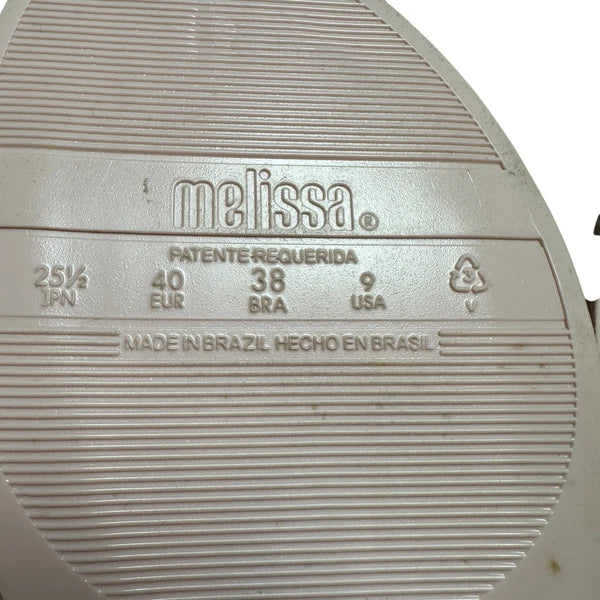 melissa®
PATENTE REQUERIDA
25½ 40 38 9 3
JPN EUR BRA USA V
MADE IN BRAZIL HECHO EN BRASIL